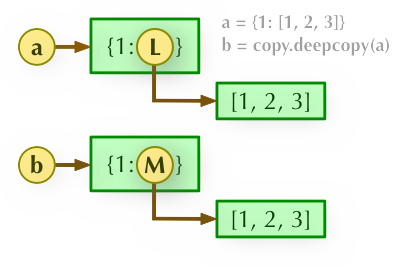 a = {1: [1, 2, 3]}
b = copy.deepcopy(a)
a
{1: L }
[1, 2, 3]
b
{1: M }
[1, 2, 3]